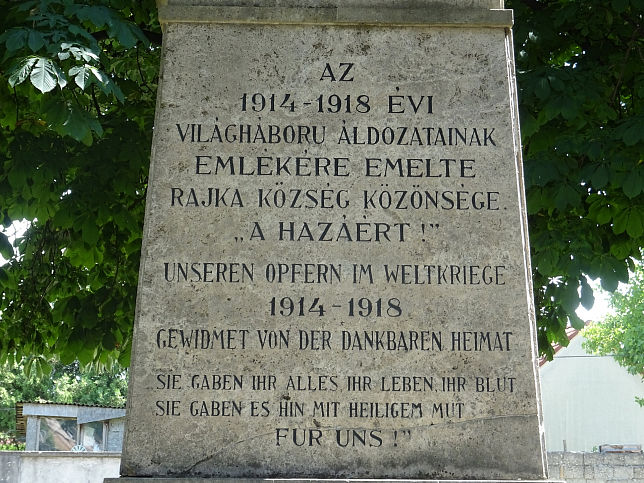 AZ
1914-1918 ÉVI
VILÁGHÁBORU ÁLDOZATAINAK
EMLÉKÉRE EMELTE
RAJKA KÖZSÉG KÖZÖNSÉGE.
„A HAZÁÉRT!”
UNSEREN OPFERN IM WELTKRIEGE
1914-1918
GEWIDMET VON DER DANKBAREN HEIMAT
„SIE GABEN IHR ALLES IHR LEBEN, IHR BLUT
SIE GABEN ES HIN MIT HEILIGEM MUT
FÜR UNS!”